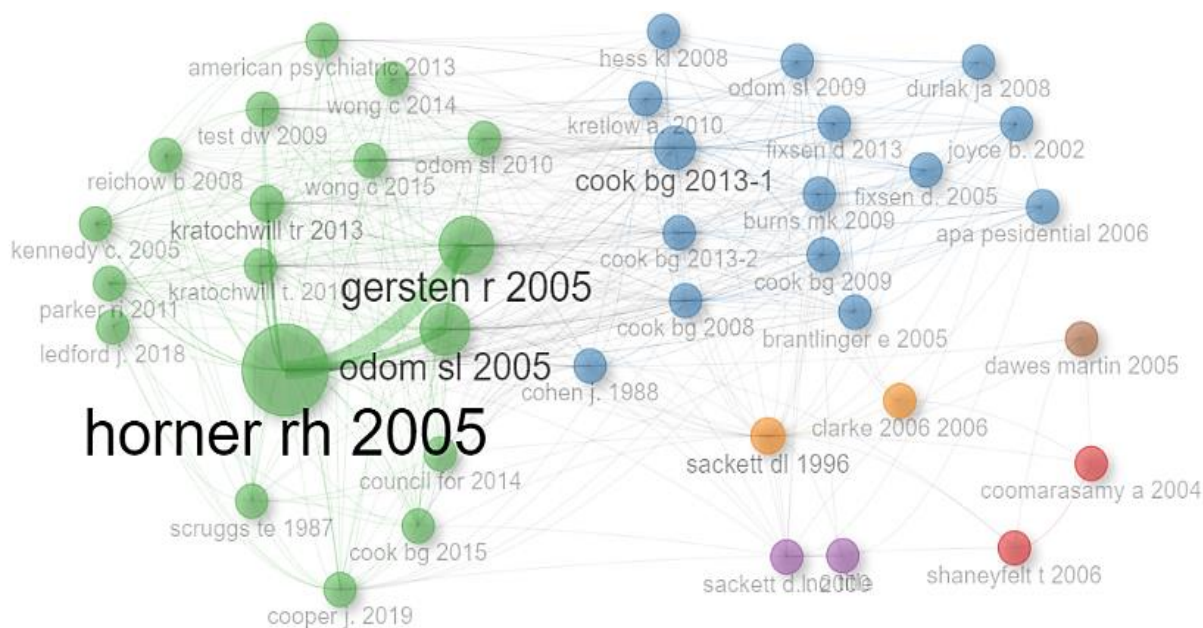 hess kl 2008
american psychiatric 2013
odom sl 2009
durlak ja 2008
wong c 2014
kretlow a. 2010
test dw 2009
fixsen d 2013
joyce b. 2002
odom sl 2010
reichow b 2008
wong c 2015
cook bg 2013-1
fixsen d. 2005
burns mk 2009
kratochwill tr 2013
apa pesidential 2006
kennedy c. 2005
cook bg 2013-2
cook bg 2009
gersten r 2005
kratochwill t.
parker ri 2011
cook bg 2008
brantlinger e 2005
ledford j. 2018
odom sl 2005
dawes martin 2005
cohen j. 1988
horner rh 2005
clarke 2006 2006
sackett dl 1996
council for 2014
coomarasamy a 2004
scruggs te 1987
cook bg 2015
shaneyfelt t 2006
sackett d.l.
cooper j. 2019